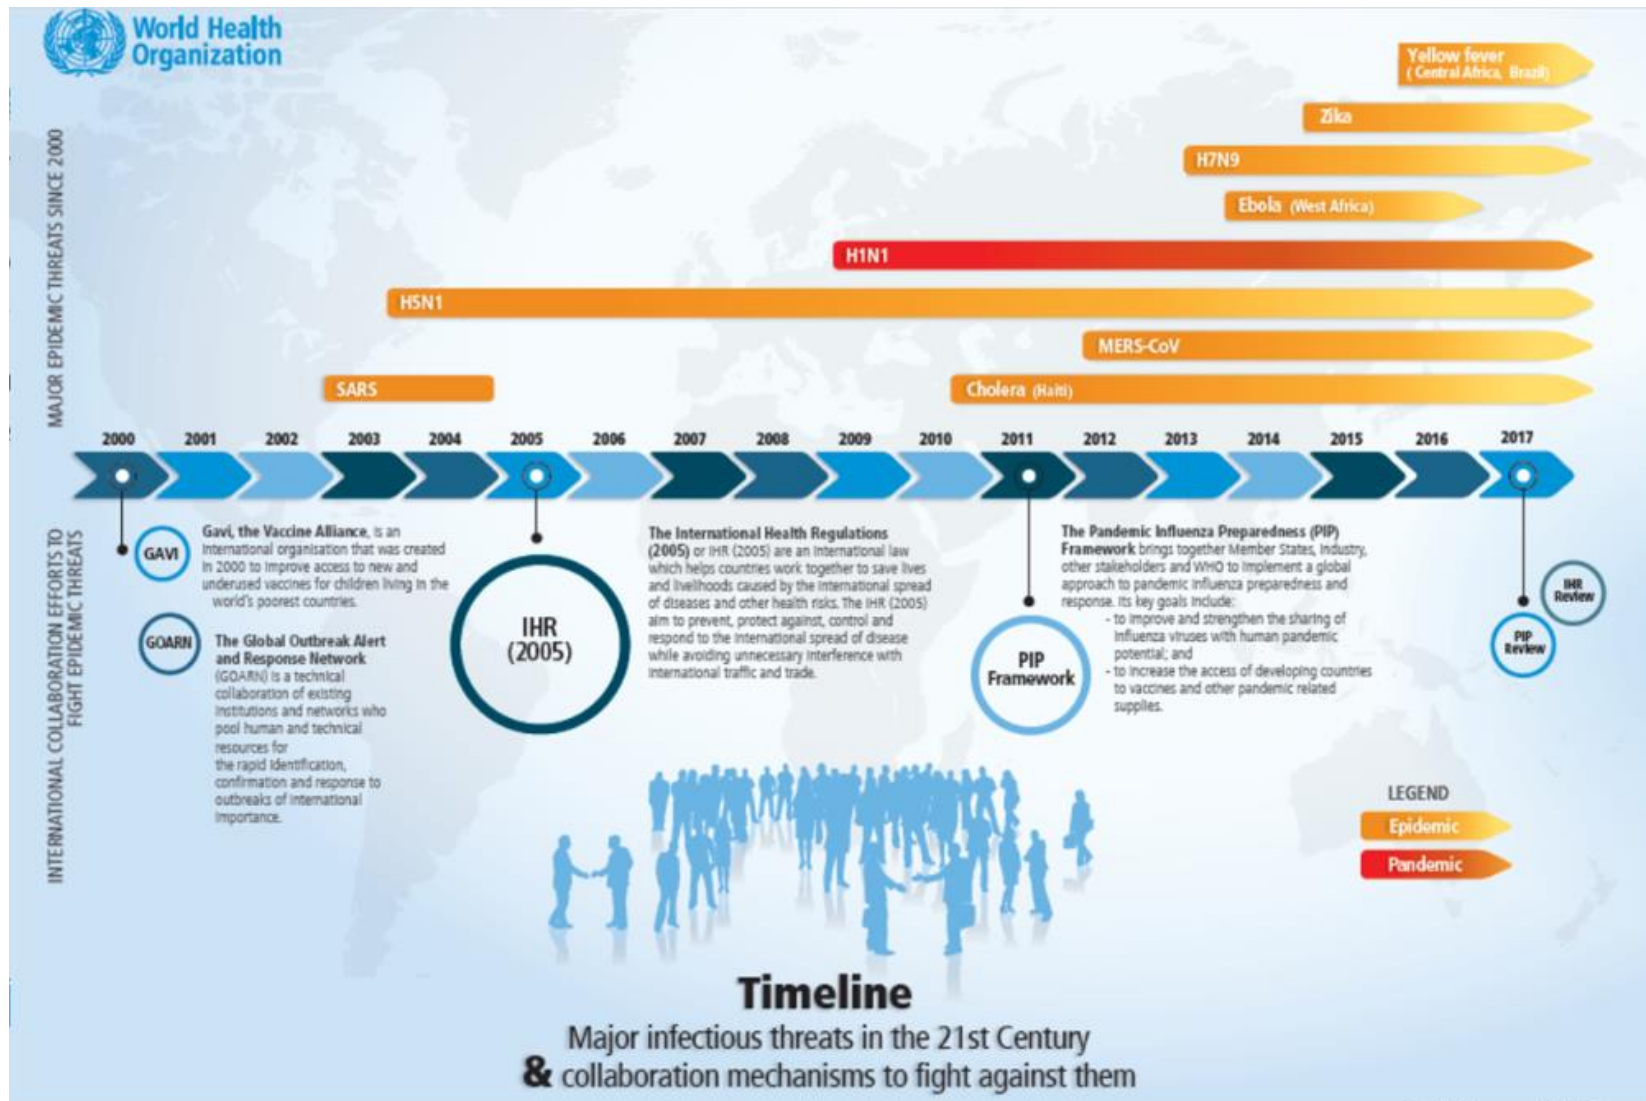 World Health
Organization
MAJOR EPIDEMIC THREATS SINCE 2000
Yellow fever
(Central Africa, Brazil)
Zika
H7N9
Ebola (West Africa)
H1N1
H5N1
MERS-CoV
SARS
Cholera (Haiti)
2000 2001 2002 2003 2004 2005 2006 2007 2008 2009 2010 2011 2012 2013 2014 2015 2016 2017
INTERNATIONAL COLLABORATION EFFORTS TO
FIGHT EPIDEMIC THREATS
GAVI
Gavi, the Vaccine Alliance, is an
international organisation that was created
in 2000 to improve access to new and
underused vaccines for children living in the
world's poorest countries.
GOARN
The Global Outbreak Alert
and Response Network
(GOARN) is a technical
collaboration of existing
institutions and networks who
pool human and technical
resources for
the rapid identification,
confirmation and response to
outbreaks of international
importance.
IHR
(2005)
The International Health Regulations
(2005) or IHR (2005) are an international law
which helps countries work together to save lives
and livelihoods caused by the international spread
of diseases and other health risks. The IHR (2005)
aim to prevent, protect against, control and
respond to the international spread of disease
while avoiding unnecessary interference with
international traffic and trade.
PIP
Framework
The Pandemic Influenza Preparedness (PIP)
Framework brings together Member States, industry,
other stakeholders and WHO to implement a global
approach to pandemic influenza preparedness and
response. Its key goals include:
- to improve and strengthen the sharing of
influenza viruses with human pandemic
potential; and
- to increase the access of developing countries
to vaccines and other pandemic related
supplies.
IHR
Review
PIP
Review
LEGEND
Epidemic
Pandemic
Timeline
Major infectious threats in the 21st Century
& collaboration mechanisms to fight against them